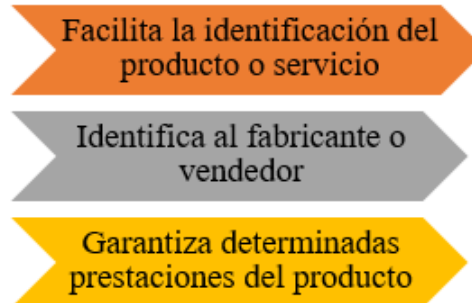 Facilita la identificación del
producto o servicio
Identifica al fabricante o
vendedor
Garantiza determinadas
prestaciones del producto